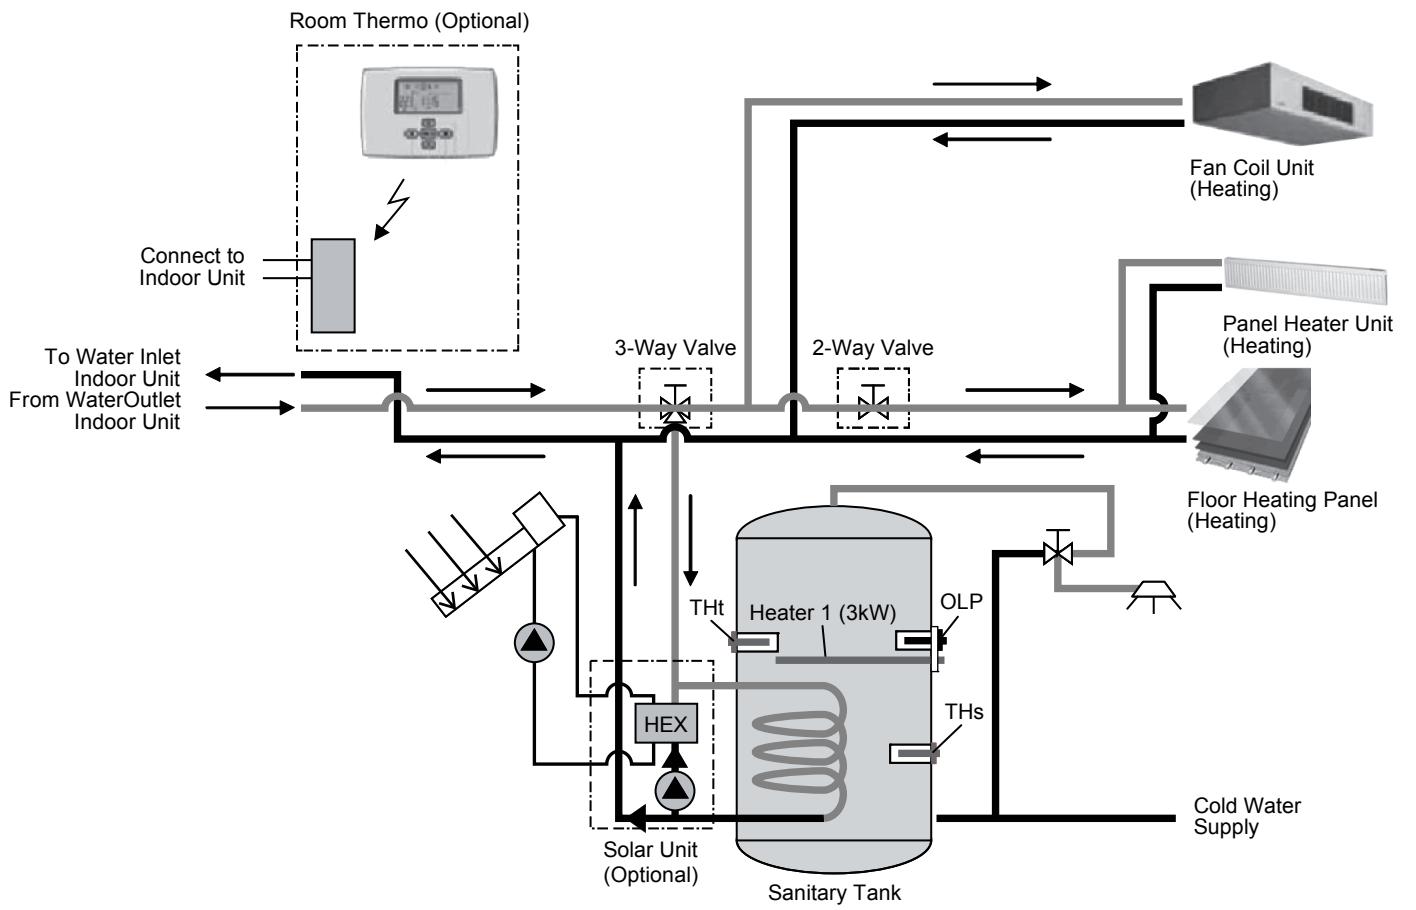 Room Thermo (Optional)
Fan Coil Unit
(Heating)
Connect to
Indoor Unit
Panel Heater Unit
(Heating)
3-Way Valve
2-Way Valve
To Water Inlet
Indoor Unit
From WaterOutlet
Indoor Unit
Floor Heating Panel
(Heating)
THt
Heater 1 (3kW)
OLP
THs
HEX
Cold Water
Supply
Solar Unit
(Optional)
Sanitary Tank